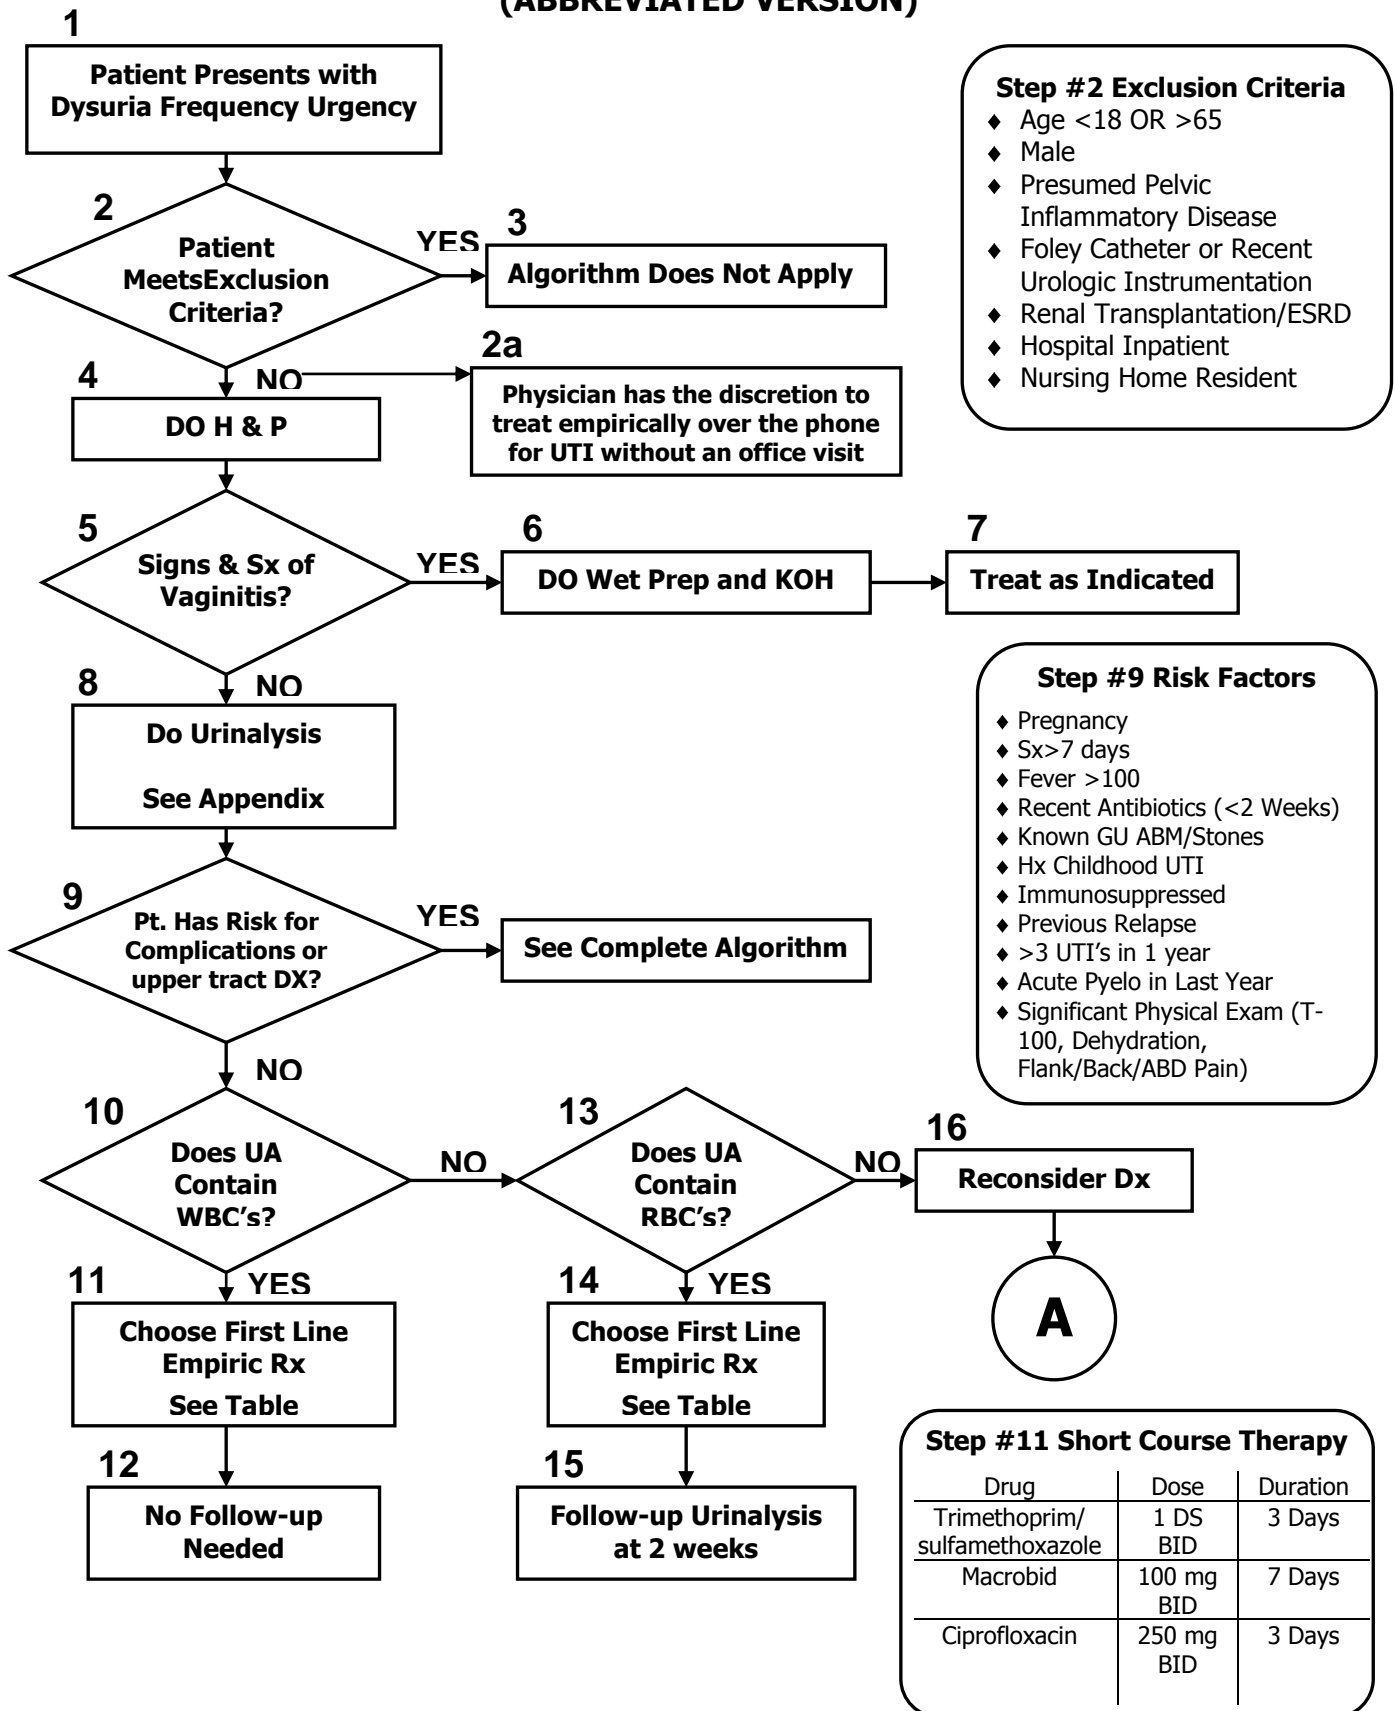 (ABBREVIATED VERSION)
1
Patient Presents with
Dysuria Frequency Urgency
Step #2 Exclusion Criteria
♦ Age <18 OR >65
♦ Male
♦ Presumed Pelvic
Inflammatory Disease
♦ Foley Catheter or Recent
Urologic Instrumentation
♦ Renal Transplantation/ESRD
♦ Hospital Inpatient
♦ Nursing Home Resident
2
Patient
MeetsExclusion
Criteria?
YES
3
Algorithm Does Not Apply
NO
2a
Physician has the discretion to
treat empirically over the phone
for UTI without an office visit
4
DO H & P
5
Signs & Sx of
Vaginitis?
YES
6
DO Wet Prep and KOH
7
Treat as Indicated
NO
8
Do Urinalysis
See Appendix
Step #9 Risk Factors
♦ Pregnancy
♦ Sx>7 days
♦ Fever >100
♦ Recent Antibiotics (<2 Weeks)
♦ Known GU ABM/Stones
♦ Hx Childhood UTI
♦ Immunosuppressed
♦ Previous Relapse
♦ >3 UTI's in 1 year
♦ Acute Pyelo in Last Year
♦ Significant Physical Exam (T-
100, Dehydration,
Flank/Back/ABD Pain)
9
Pt. Has Risk for
Complications or
upper tract DX?
YES
See Complete Algorithm
NO
10
Does UA
Contain
WBC's?
NO
13
Does UA
Contain
RBC's?
NO
16
Reconsider Dx
A
YES
11
Choose First Line
Empiric Rx
See Table
12
No Follow-up
Needed
YES
14
Choose First Line
Empiric Rx
See Table
15
Follow-up Urinalysis
at 2 weeks
Step #11 Short Course Therapy
Drug Dose Duration
Trimethoprim/ 1 DS 3 Days
sulfamethoxazole BID
Macrobid 100 mg 7 Days
BID
Ciprofloxacin 250 mg 3 Days
BID